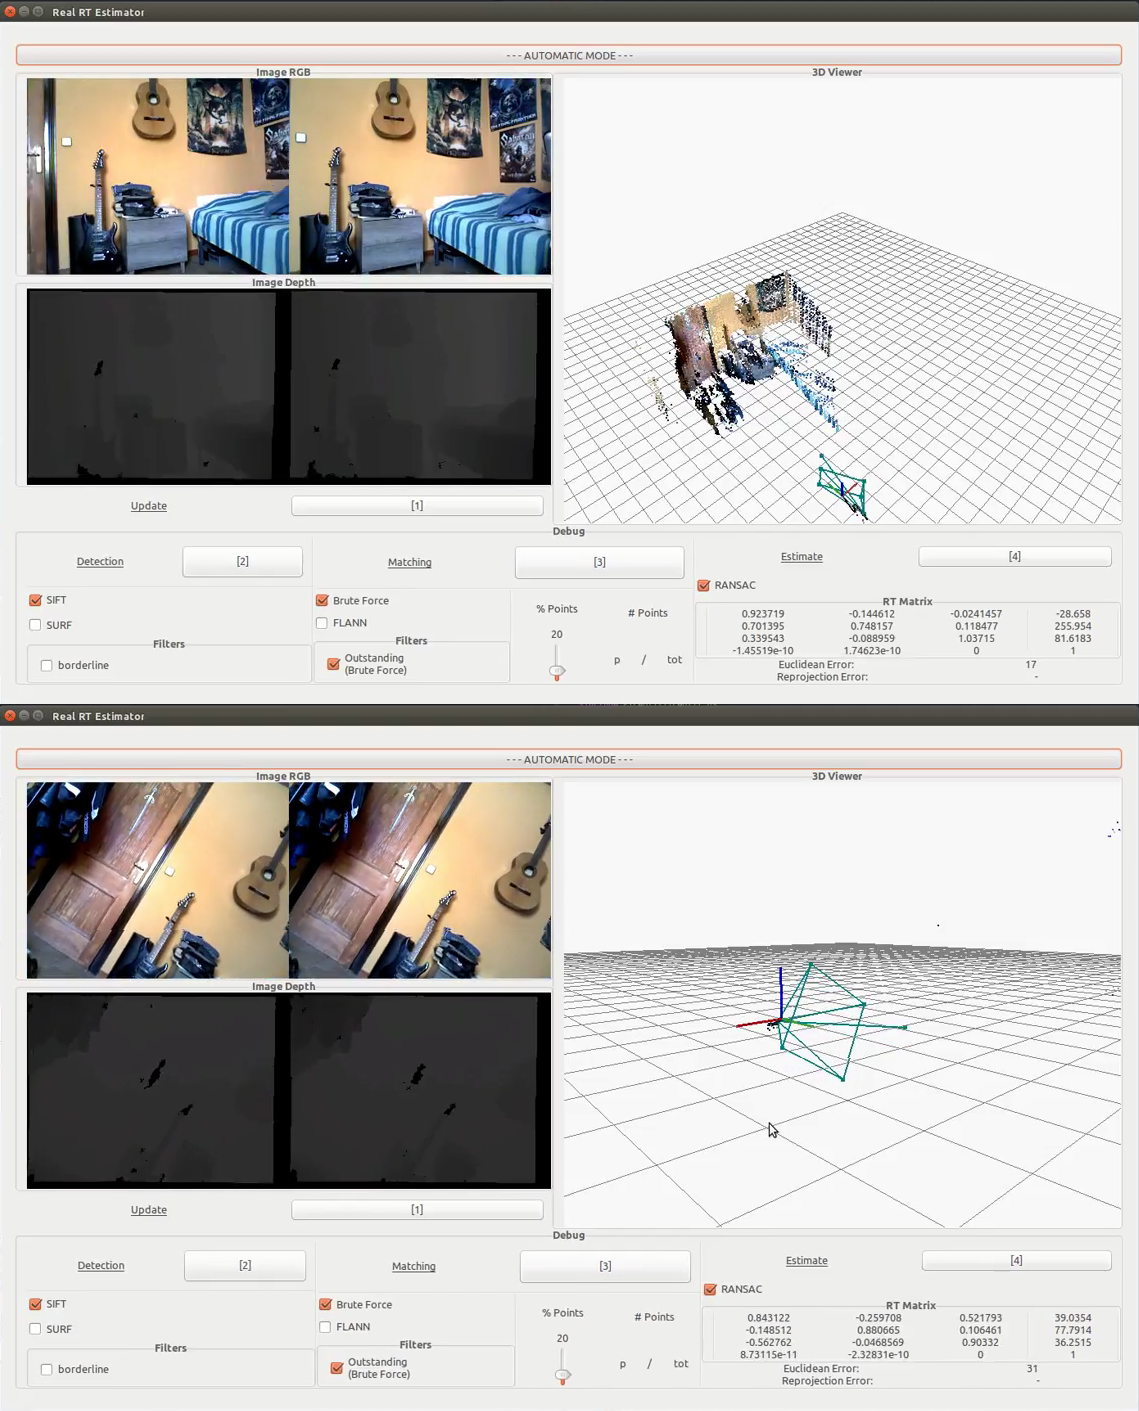 Real RT Estimator
--- AUTOMATIC MODE ---
Image RGB
3D Viewer
Image Depth
Update
[1]
Debug
Detection
[2]
SIFT
SURF
Filters
borderline
Matching
[3]
Brute Force
FLANN
Filters
Outstanding
(Brute Force)
% Points
# Points
20
p / tot
Estimate
[4]
RANSAC
RT Matrix
0.923719 -0.144612 -0.0241457 -28.658
0.701395 0.748157 0.118477 255.954
0.339543 -0.088959 1.03715 81.6183
-1.45519e-10 1.74623e-10 0 1
Euclidean Error: 17
Reprojection Error: -
Real RT Estimator
--- AUTOMATIC MODE ---
Image RGB
3D Viewer
Image Depth
Update
[1]
Debug
Detection
[2]
SIFT
SURF
Filters
borderline
Matching
[3]
Brute Force
FLANN
Filters
Outstanding
(Brute Force)
% Points
# Points
20
p / tot
Estimate
[4]
RANSAC
RT Matrix
0.843122 -0.259708 0.521793 39.0354
-0.148512 0.880665 0.106461 77.7914
-0.562762 -0.0468569 0.90332 36.2515
8.73115e-11 -2.32831e-10 0 1
Euclidean Error: 31
Reprojection Error: -